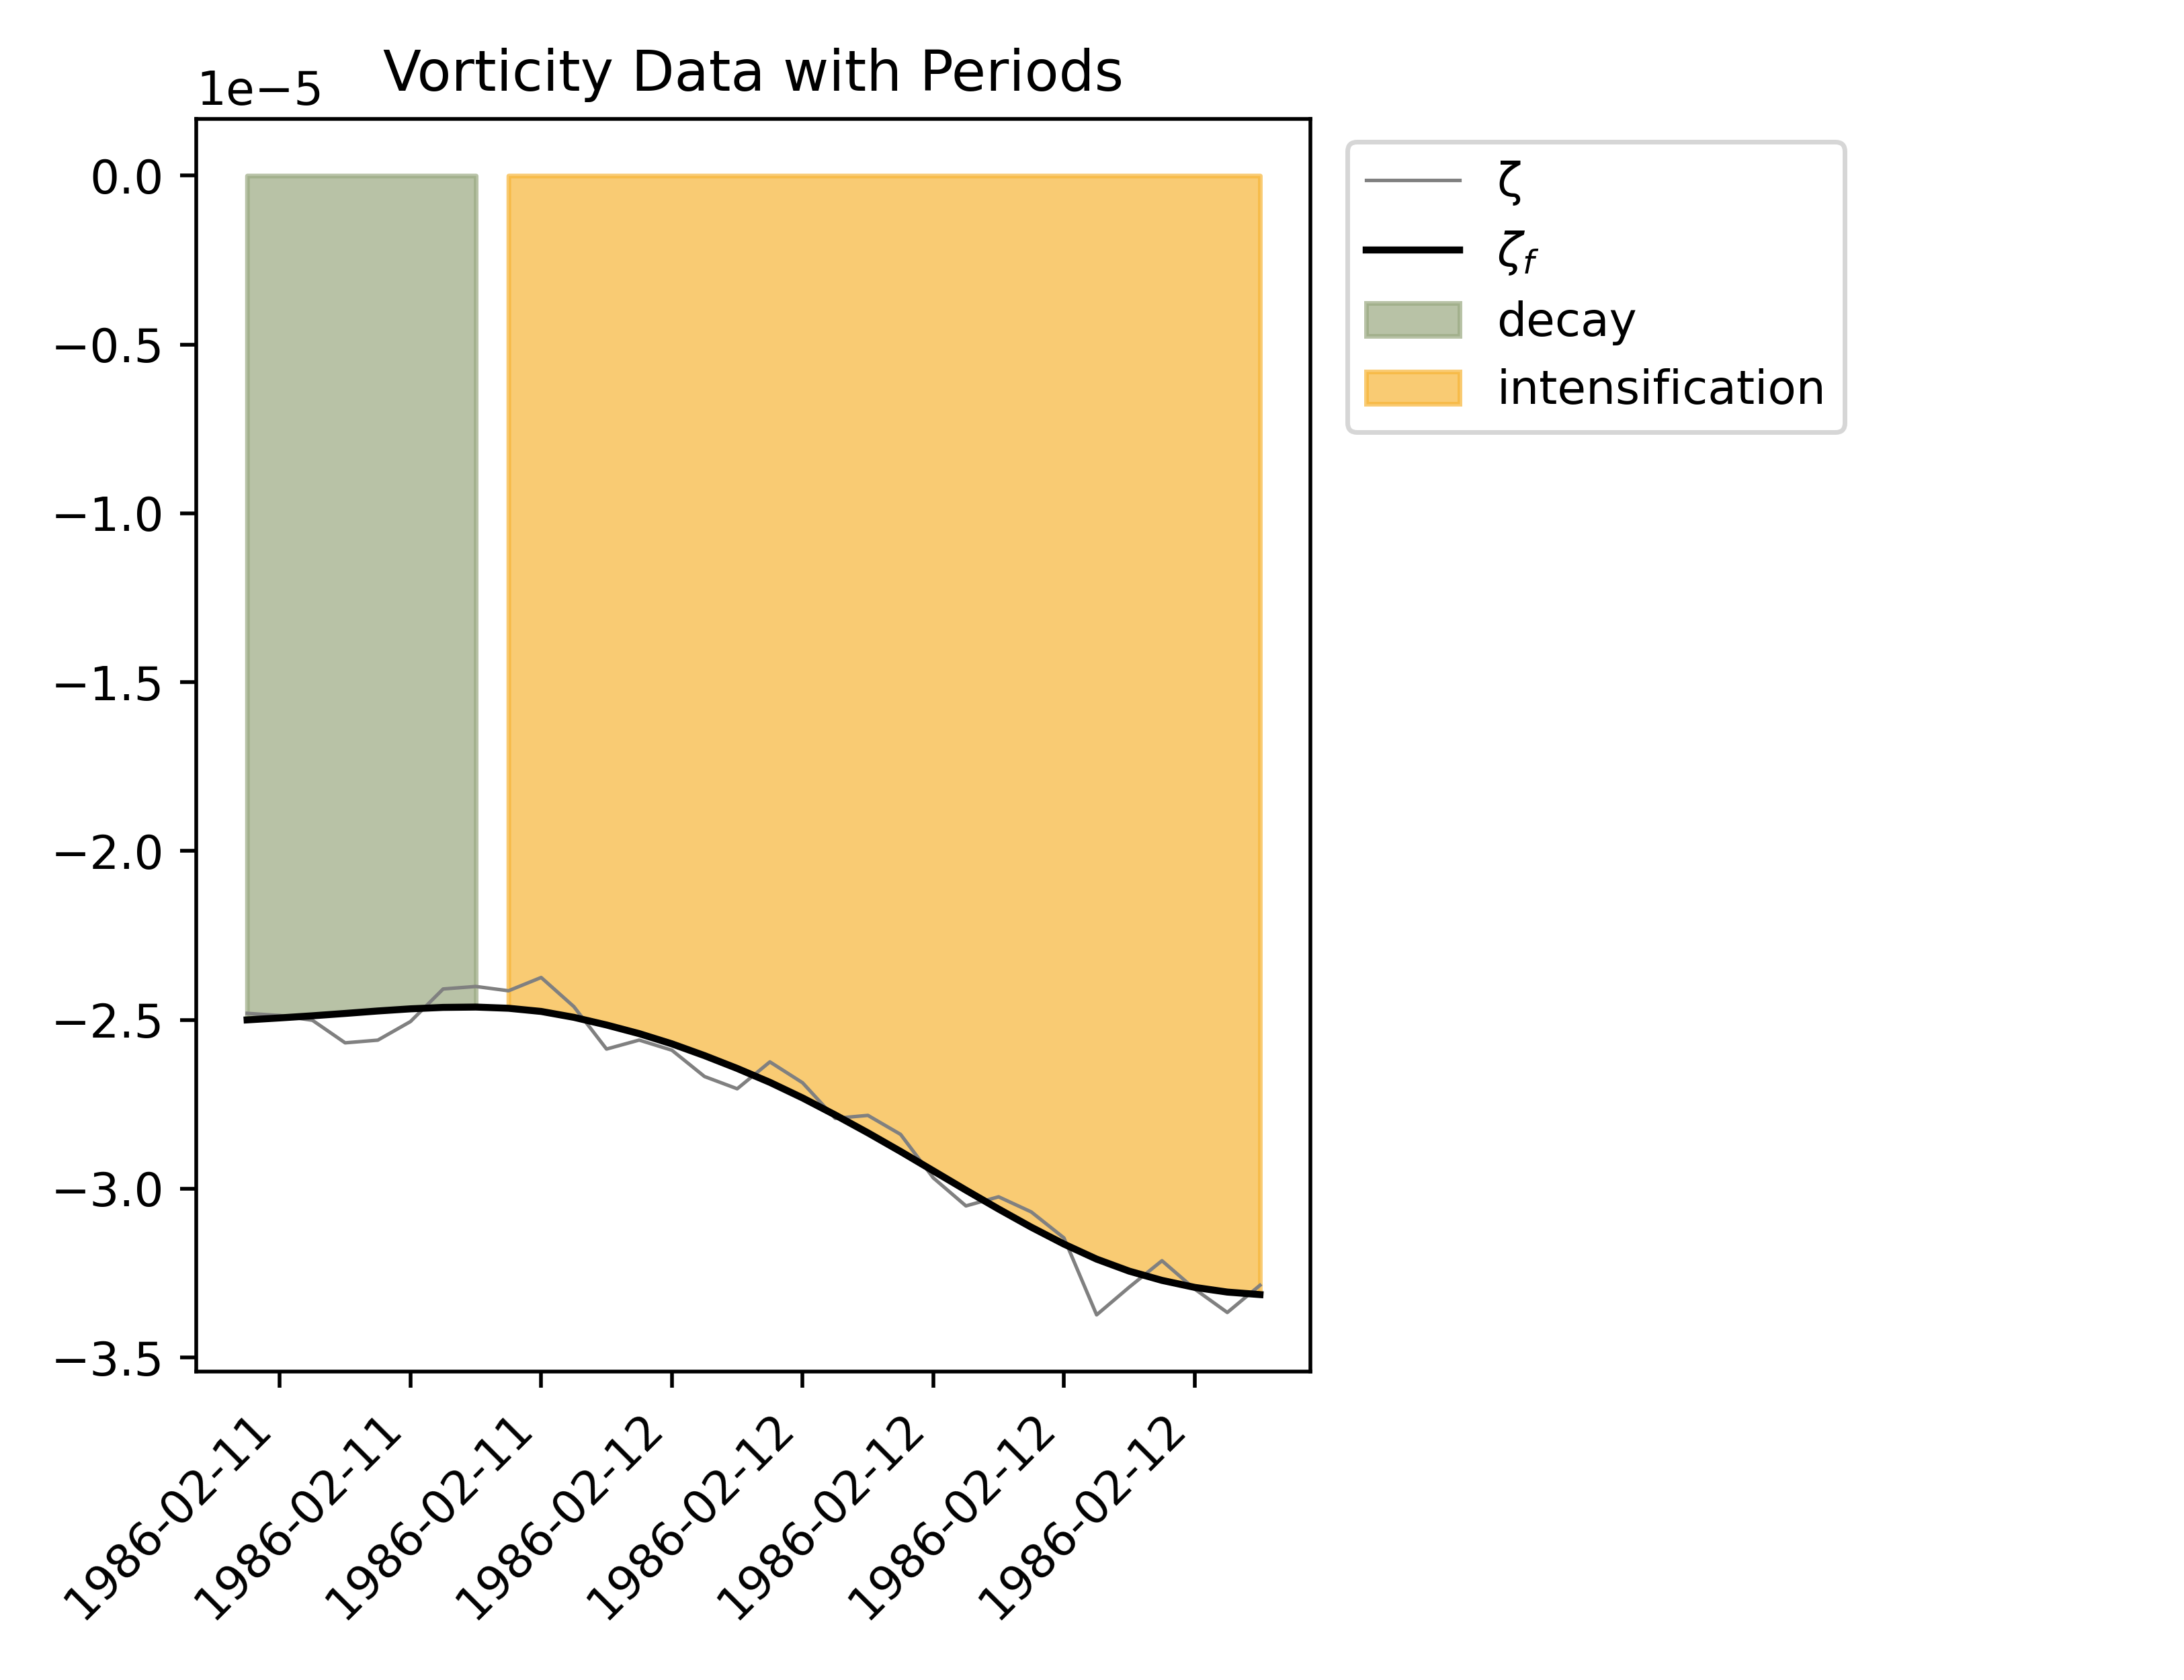 Vorticity Data with Periods
1e−5
0.0
−0.5
−1.0
−1.5
−2.0
−2.5
−3.0
−3.5
1986-02-11
1986-02-11
1986-02-11
1986-02-12
1986-02-12
1986-02-12
1986-02-12
1986-02-12
ζ
ζf
decay
intensification